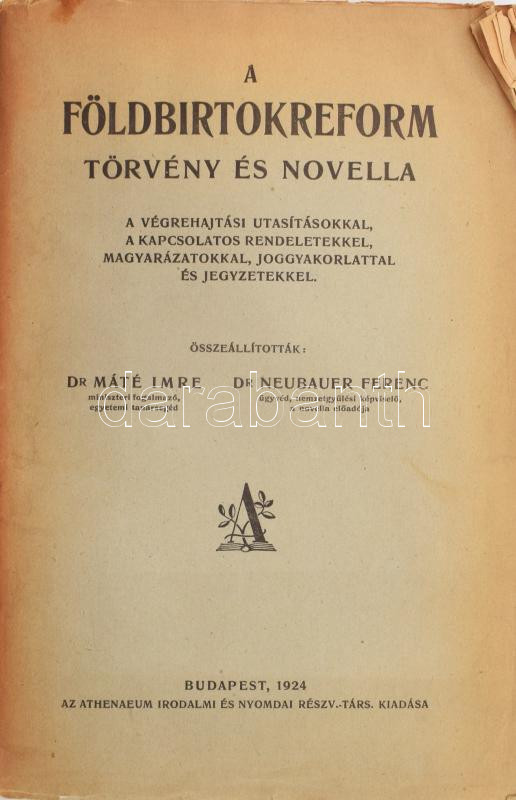 A
FÖLDBIRTOKREFORM
TÖRVÉNY ÉS NOVELLA
A VÉGREHAJTÁSI UTASÍTÁSOKKAL,
A KAPCSOLATOS RENDELETEKKEL,
MAGYARÁZATOKKAL, JOGGYAKORLATTAL
ÉS JEGYZETEKKEL.
ÖSSZEÁLLÍTOTTÁK:
DR MÁTÉ IMRE
miniszteri fogalmazó,
egyetemi tanársegéd
DR NEUBAUER FERENC
ügyvéd, nemzetgyűlési képviselő,
a novella előadója
darabanth
A
BUDAPEST, 1924
AZ ATHENAEUM IRODALMI ÉS NYOMDAI RÉSZV.-TÁRS. KIADÁSA